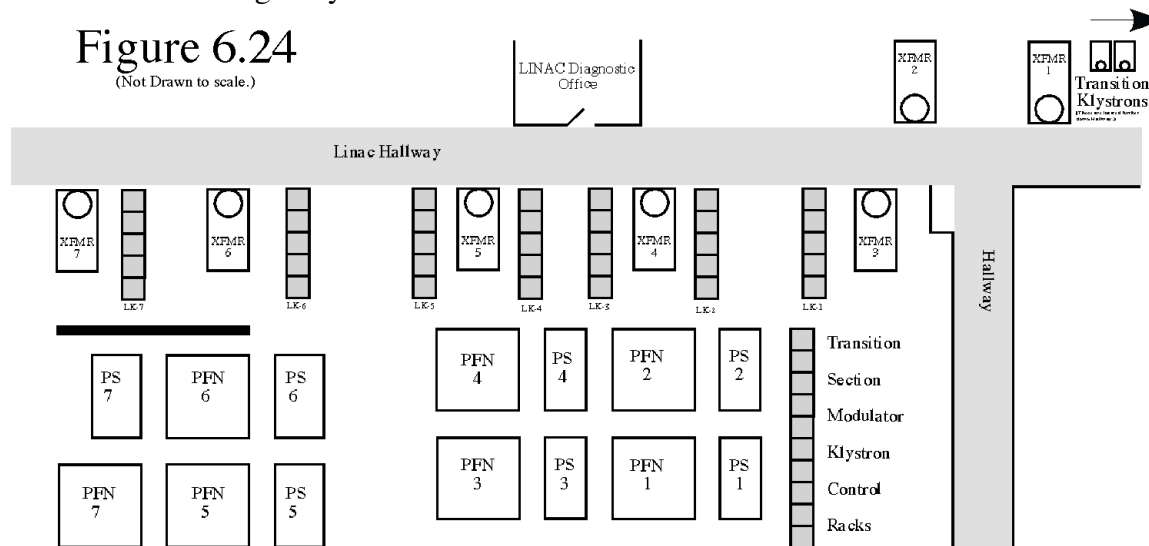 Figure 6.24
(Not Drawn to scale.)
LINAC Diagnostic
Office
XFMR
2
XFMR
1
Transition
Klystrons
Linac Hallway
XFMR
7
XFMR
6
XFMR
5
XFMR
4
XFMR
3
LK-7
LK-6
LK-5
LK-4
LK-3
LK-2
LK-1
Hallway
PS
7
PFN
6
PS
6
PFN
4
PS
4
PFN
2
PS
2
PFN
7
PFN
5
PS
5
PFN
3
PS
3
PFN
1
PS
1
Transition
Section
Modulator
Klystron
Control
Racks